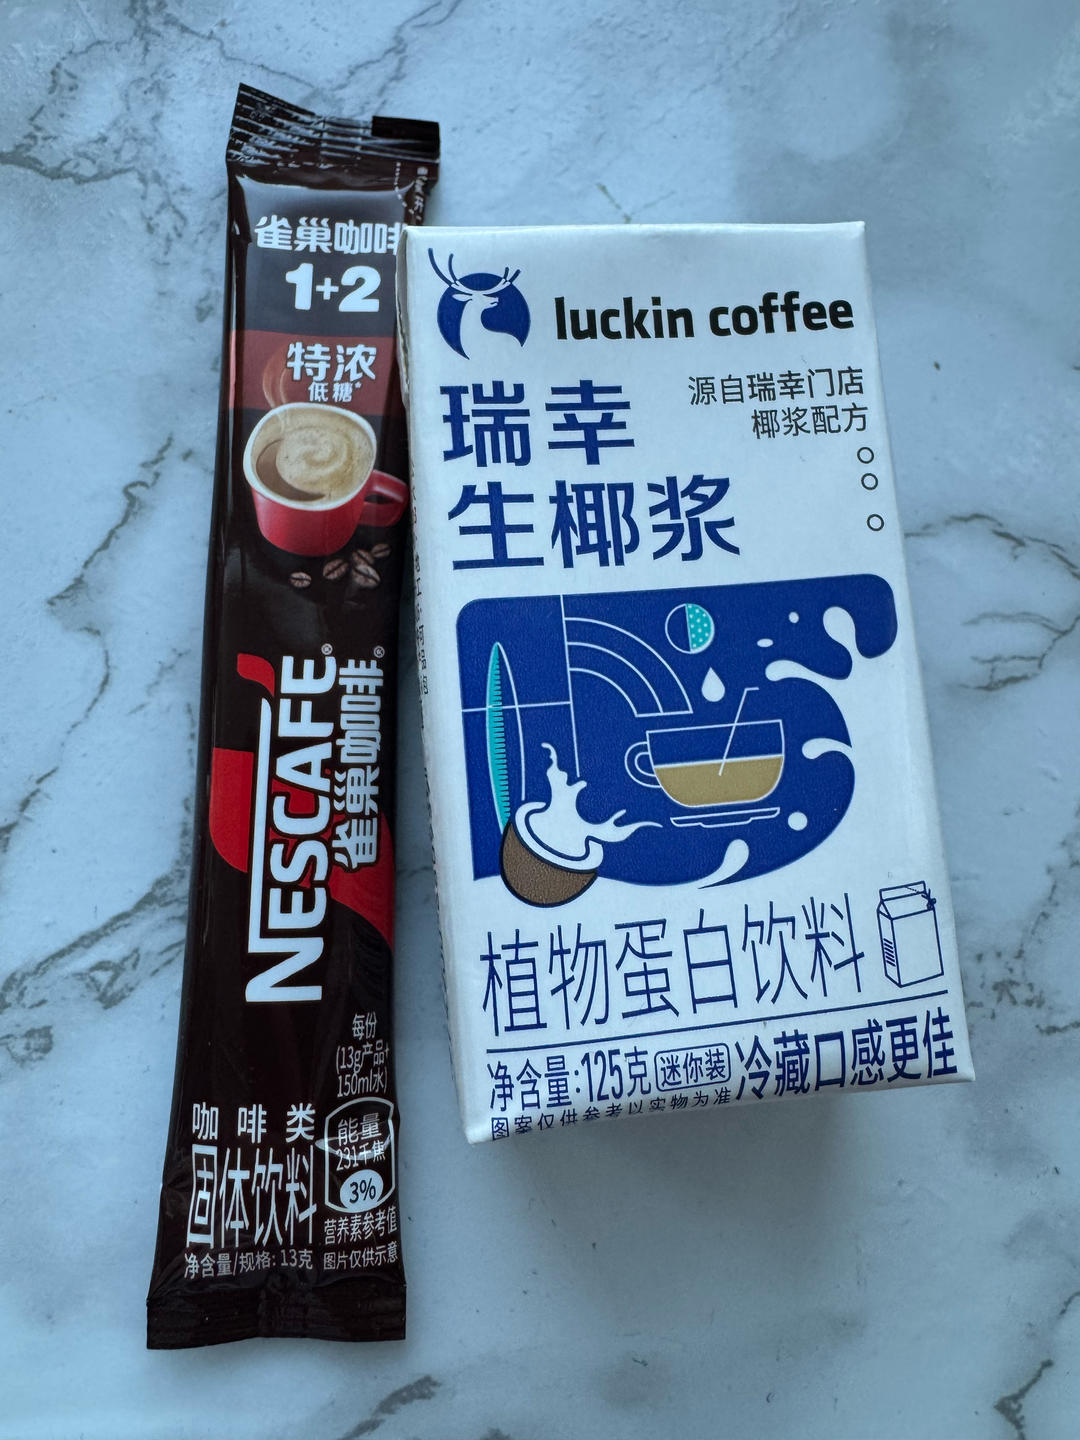 雀巢咖啡
1+2
特浓
低糖*
NESCAFÉ®
雀巢咖啡®
每份
(13g产品+
150ml水)
能量
231千焦
3%
营养素参考值
图片仅供示意
咖啡类
固体饮料
净含量/规格: 13克
luckin coffee
瑞幸
生椰浆
源自瑞幸门店
椰浆配方
植物蛋白饮料
净含量:125克 迷你装 冷藏口感更佳
图案仅供参考以实物为准